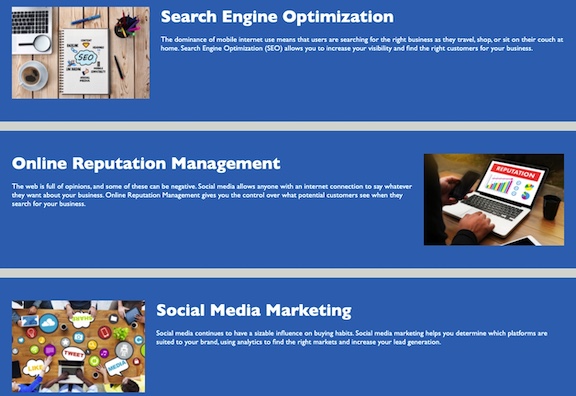 Search Engine Optimization
The dominance of mobile internet use means that users are searching for the right business as they travel, shop, or sit on their couch at
home. Search Engine Optimization (SEO) allows you to increase your visibility and find the right customers for your business.
SEO
Online Reputation Management
The web is full of opinions, and some of these can be negative. Social media allows anyone with an internet connection to say whatever
they want about your business. Online Reputation Management gives you the control over what potential customers see when they
search for your business.
REPUTATION
Social Media Marketing
Social media continues to have a sizable influence on buying habits. Social media marketing helps you determine which platforms are
suited to your brand, using analytics to find the right markets and increase your lead generation.
SHARE
TWEET
LIKE
MEDIA